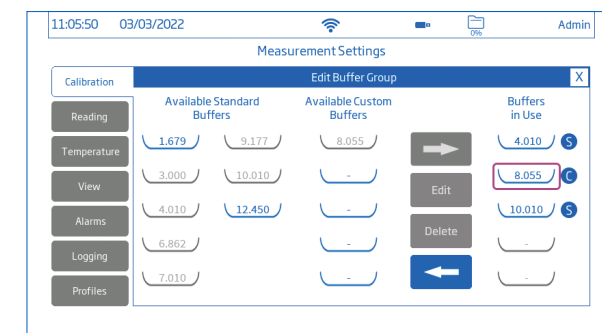 11:05:50 03/03/2022 0% Admin
Measurement Settings
Calibration Edit Buffer Group X
Available Standard Buffers Available Custom Buffers Buffers in Use
Reading
1.679 9.177 8.055 4.010 S
Temperature
3.000 10.010 - 8.055 C
View Edit
4.010 12.450 - 10.010 S
Alarms Delete
6.862 - -
Logging
7.010 - -
Profiles